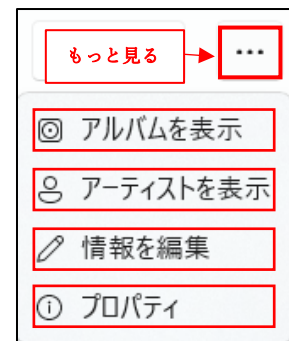 もっと見る
アルバムを表示
アーティストを表示
情報を編集
プロパティ